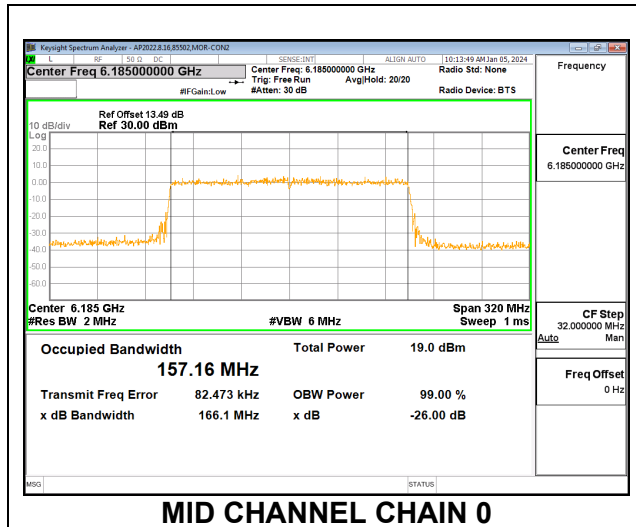 Keysight Spectrum Analyzer - AP2022.8.16,85502,MOR-CON2
L RF 50 Ω DC SENSE:INT ALIGN AUTO 10:13:49 AM Jan 05, 2024
Center Freq 6.185000000 GHz Center Freq: 6.185000000 GHz Radio Std: None
Trig: Free Run Avg|Hold: 20/20
#IFGain:Low #Atten: 30 dB Radio Device: BTS
Frequency
Ref Offset 13.49 dB
10 dB/div Ref 30.00 dBm
Log
20.0
10.0
0.00
-10.0
-20.0
-30.0
-40.0
-50.0
-60.0
Center 6.185 GHz Span 320 MHz
#Res BW 2 MHz #VBW 6 MHz Sweep 1 ms
Occupied Bandwidth Total Power 19.0 dBm
157.16 MHz
Transmit Freq Error 82.473 kHz OBW Power 99.00 %
x dB Bandwidth 166.1 MHz x dB -26.00 dB
Center Freq
6.185000000 GHz
CF Step
32.000000 MHz
Auto Man
Freq Offset
0 Hz
MSG STATUS
MID CHANNEL CHAIN 0